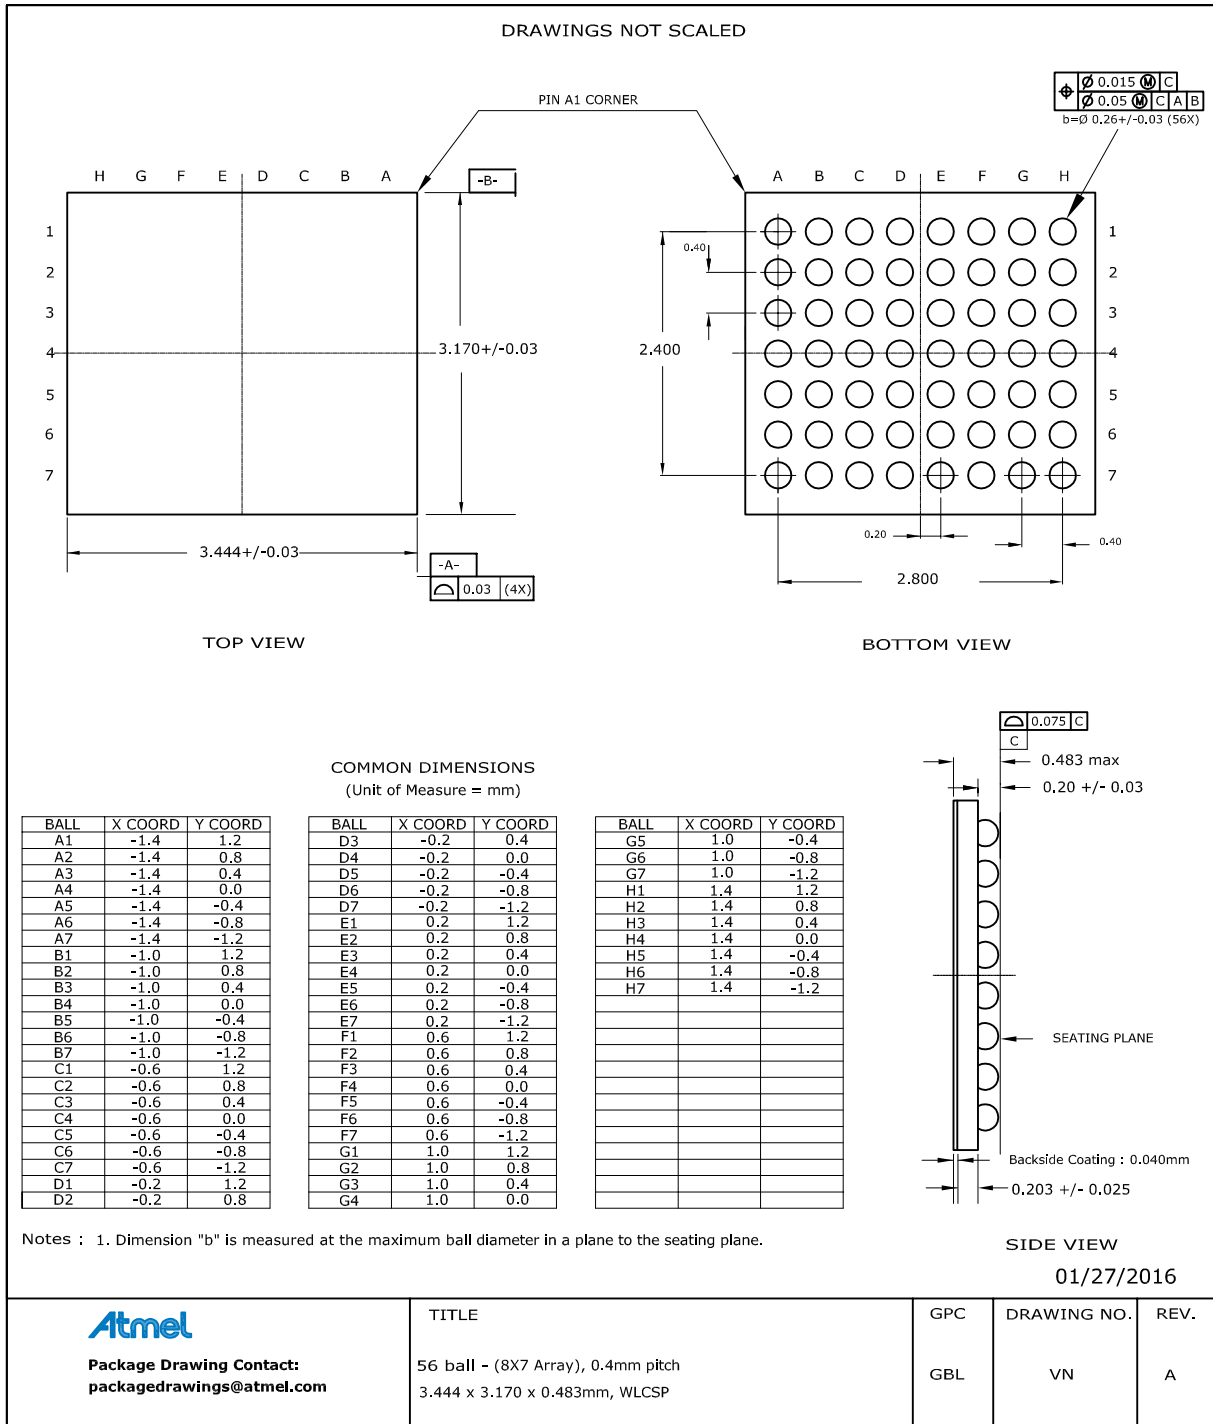 DRAWINGS NOT SCALED
PIN A1 CORNER
Ø 0.015 Ⓜ C
Ø 0.05 Ⓜ C A B
b=Ø 0.26+/-0.03 (56X)
H G F E D C B A
-B-
A B C D E F G H
1
2
3
4
5
6
7
3.170+/-0.03
3.444+/-0.03
-A-
0.03 (4X)
0.40
2.400
1
2
3
4
5
6
7
0.20
0.40
2.800
TOP VIEW
BOTTOM VIEW
0.075 C
C
0.483 max
0.20 +/- 0.03
COMMON DIMENSIONS
(Unit of Measure = mm)
BALL X COORD Y COORD
A1 -1.4 1.2
A2 -1.4 0.8
A3 -1.4 0.4
A4 -1.4 0.0
A5 -1.4 -0.4
A6 -1.4 -0.8
A7 -1.4 -1.2
B1 -1.0 1.2
B2 -1.0 0.8
B3 -1.0 0.4
B4 -1.0 0.0
B5 -1.0 -0.4
B6 -1.0 -0.8
B7 -1.0 -1.2
C1 -0.6 1.2
C2 -0.6 0.8
C3 -0.6 0.4
C4 -0.6 0.0
C5 -0.6 -0.4
C6 -0.6 -0.8
C7 -0.6 -1.2
D1 -0.2 1.2
D2 -0.2 0.8
BALL X COORD Y COORD
D3 -0.2 0.4
D4 -0.2 0.0
D5 -0.2 -0.4
D6 -0.2 -0.8
D7 -0.2 -1.2
E1 0.2 1.2
E2 0.2 0.8
E3 0.2 0.4
E4 0.2 0.0
E5 0.2 -0.4
E6 0.2 -0.8
E7 0.2 -1.2
F1 0.6 1.2
F2 0.6 0.8
F3 0.6 0.4
F4 0.6 0.0
F5 0.6 -0.4
F6 0.6 -0.8
F7 0.6 -1.2
G1 1.0 1.2
G2 1.0 0.8
G3 1.0 0.4
G4 1.0 0.0
BALL X COORD Y COORD
G5 1.0 -0.4
G6 1.0 -0.8
G7 1.0 -1.2
H1 1.4 1.2
H2 1.4 0.8
H3 1.4 0.4
H4 1.4 0.0
H5 1.4 -0.4
H6 1.4 -0.8
H7 1.4 -1.2
SEATING PLANE
Backside Coating : 0.040mm
0.203 +/- 0.025
Notes : 1. Dimension "b" is measured at the maximum ball diameter in a plane to the seating plane.
SIDE VIEW
01/27/2016
Atmel
Package Drawing Contact:
packagedrawings@atmel.com
TITLE
56 ball - (8X7 Array), 0.4mm pitch
3.444 x 3.170 x 0.483mm, WLCSP
GPC
GBL
DRAWING NO.
VN
REV.
A